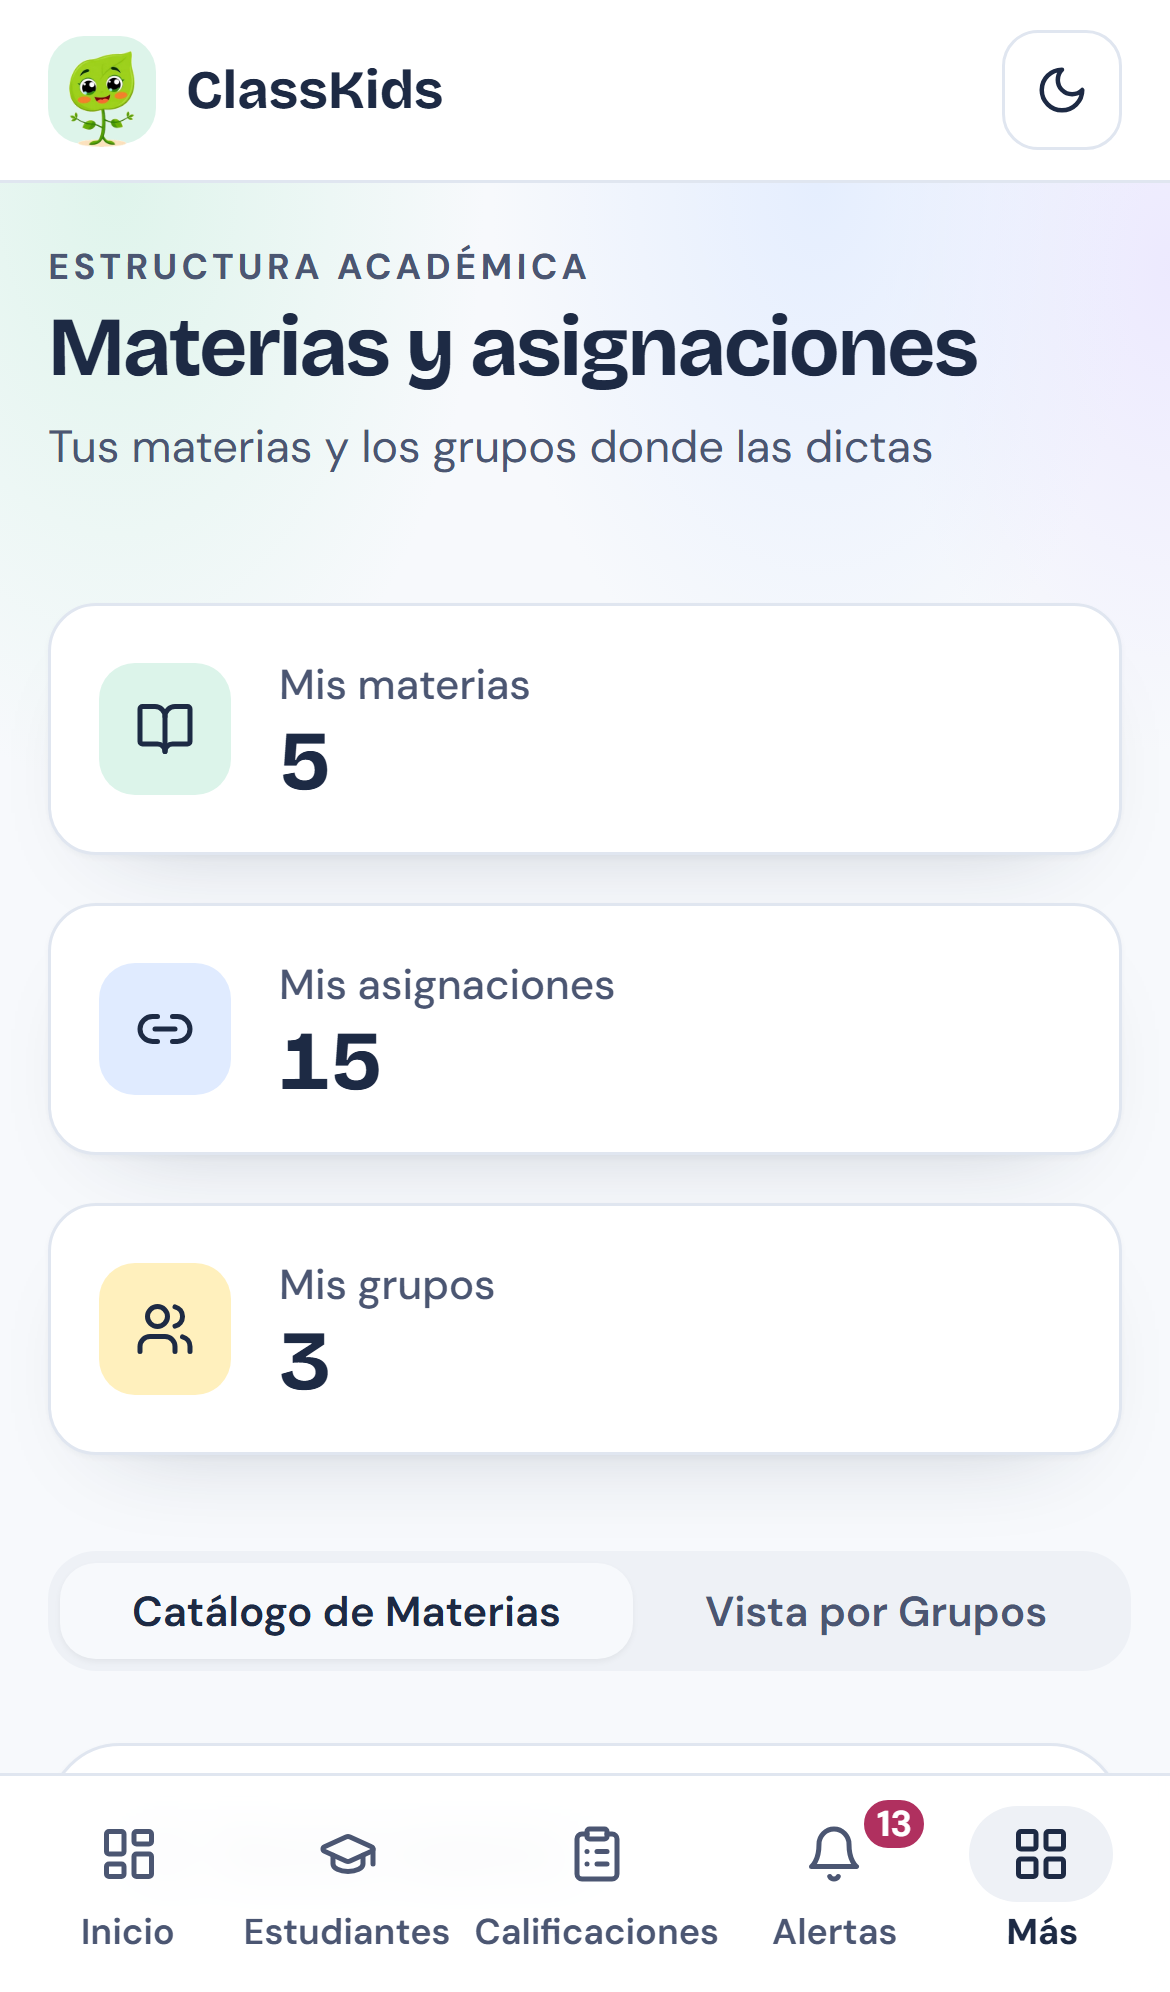 ClassKids
ESTRUCTURA ACADÉMICA
Materias y asignaciones
Tus materias y los grupos donde las dictas
Mis materias
5
Mis asignaciones
15
Mis grupos
3
Catálogo de Materias
Vista por Grupos
13
Inicio
Estudiantes
Calificaciones
Alertas
Más